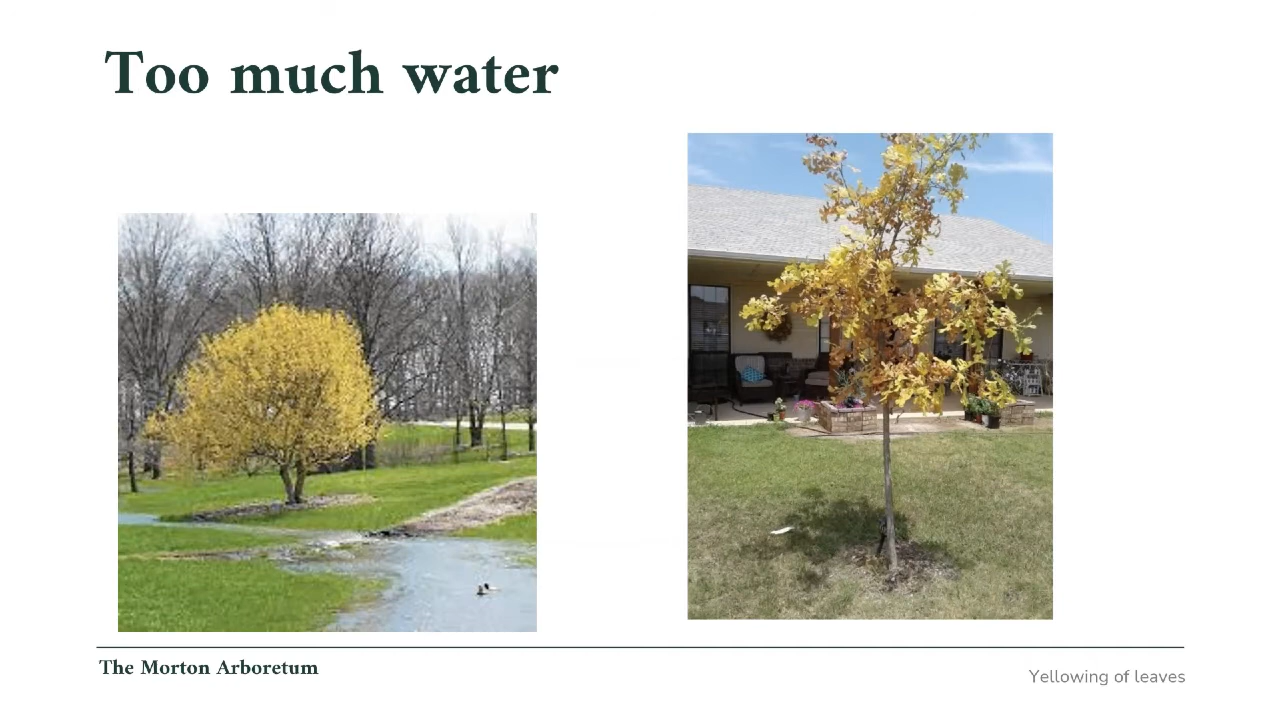 Too much water
The Morton Arboretum
Yellowing of leaves